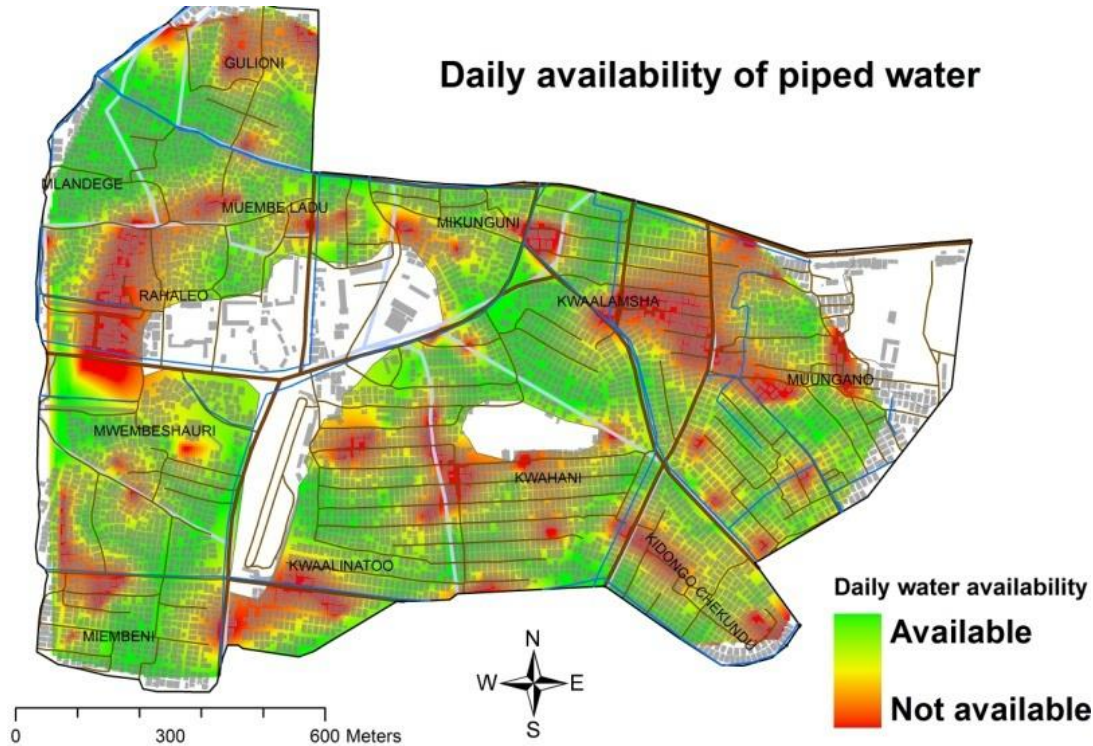 GULIONI
Daily availability of piped water
MLANDEGE
MUEMBE LADU
MIKUNGUNI
RAHALEO
KWAALAMSHA
MUUNGANO
MWEMBESHAURI
KWAHANI
KWAALINATOO
KIDONGO CHEKUNDU
MIEMBENI
Daily water availability
Available
Not available
N
W E
S
0 300 600 Meters